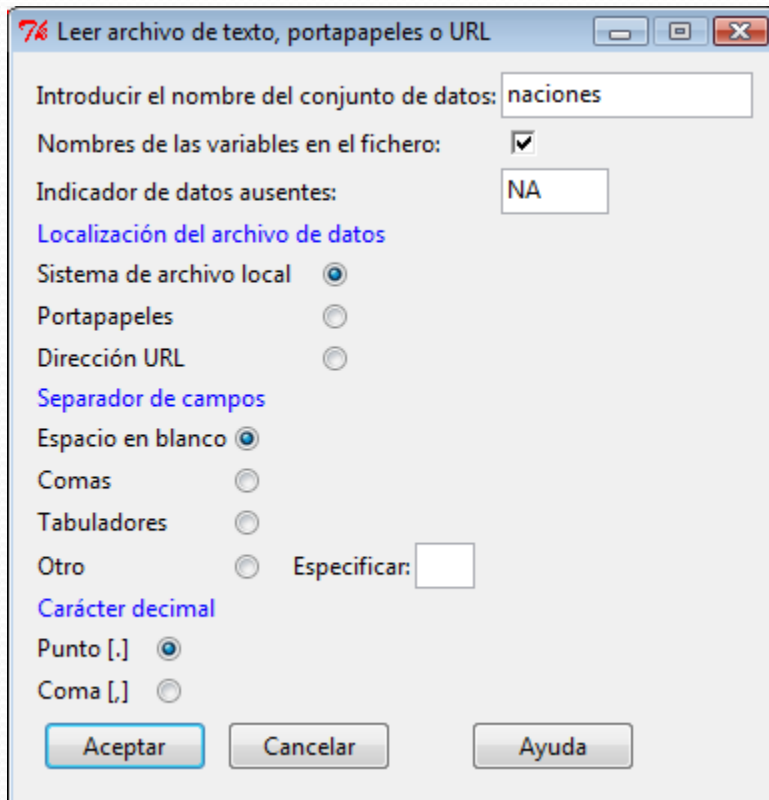 Leer archivo de texto, portapapeles o URL
Introducir el nombre del conjunto de datos: naciones
Nombres de las variables en el fichero:
Indicador de datos ausentes: NA
Localización del archivo de datos
Sistema de archivo local
Portapapeles
Dirección URL
Separador de campos
Espacio en blanco
Comas
Tabuladores
Otro Especificar:
Carácter decimal
Punto [.]
Coma [,]
Aceptar Cancelar Ayuda